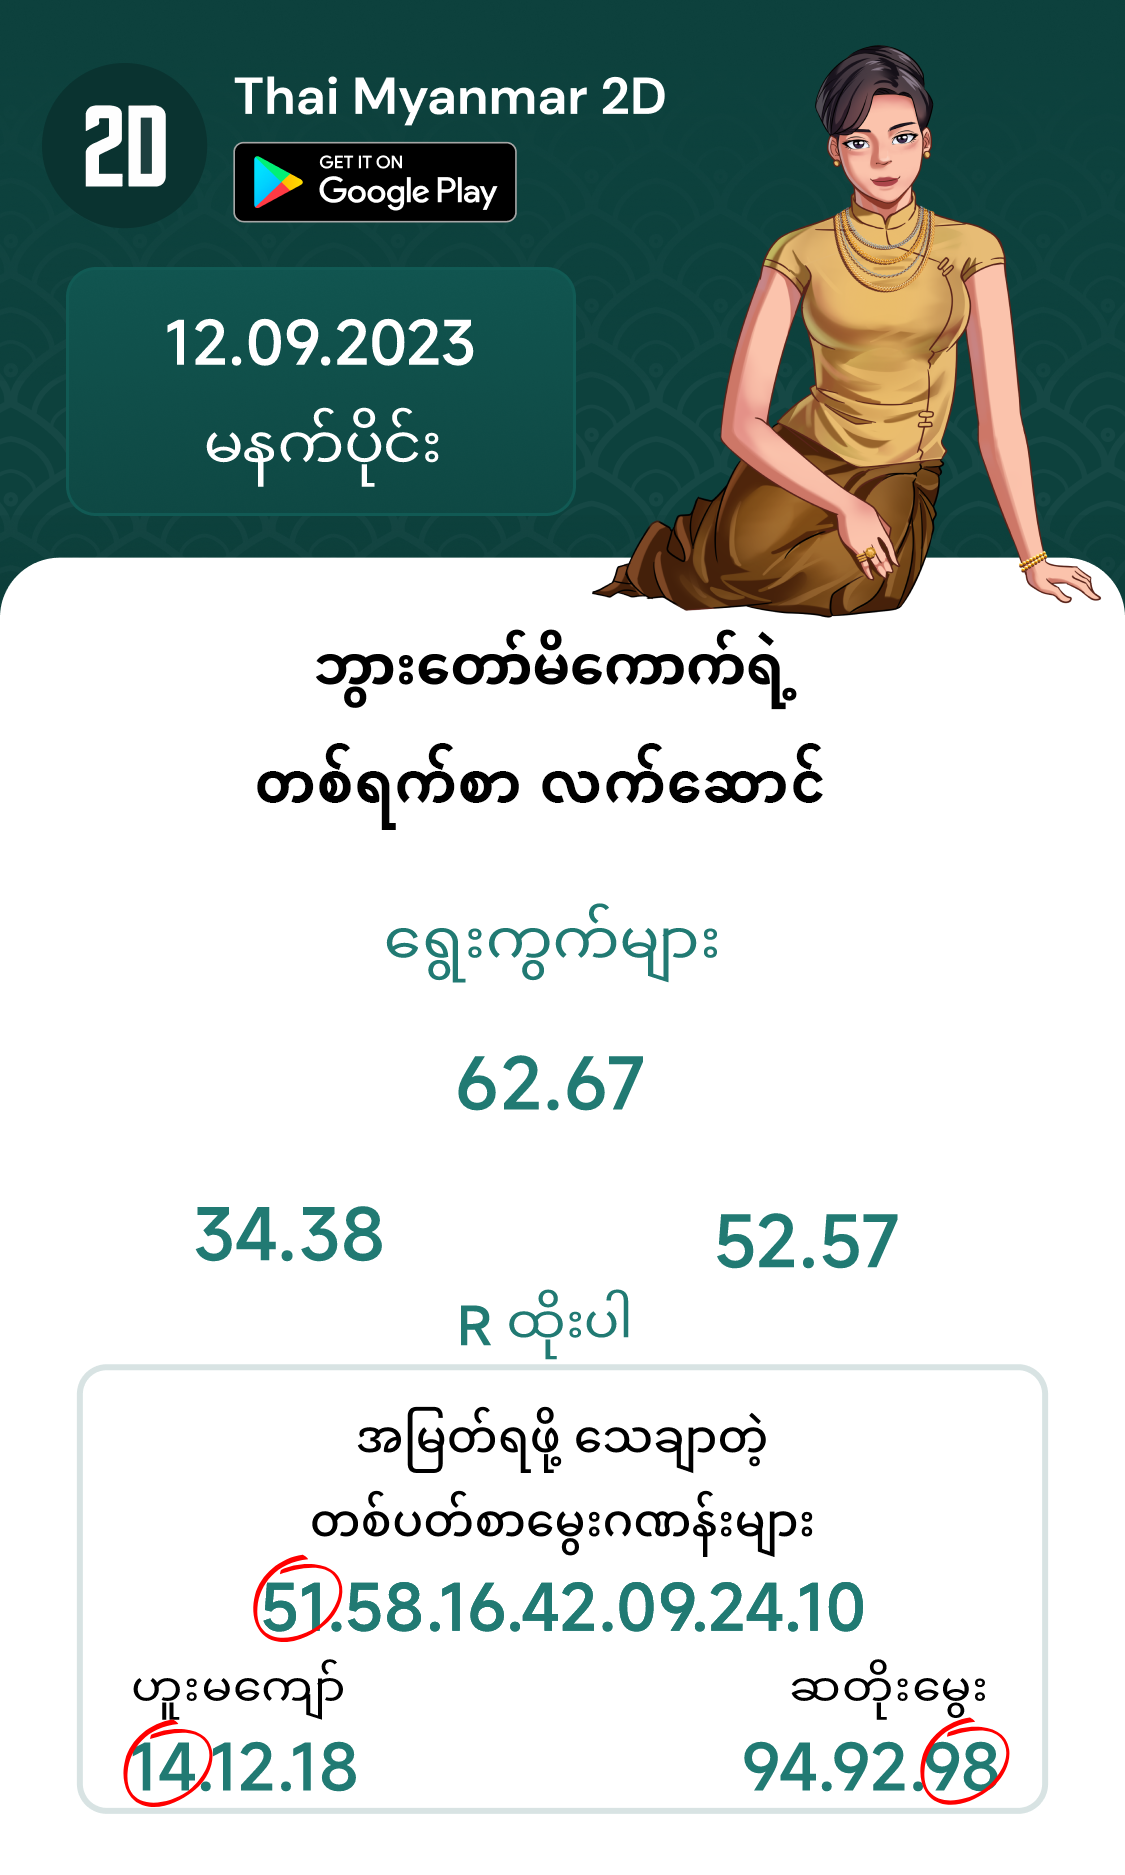 2D
Thai Myanmar 2D
GET IT ON
Google Play
12.09.2023
မနက်ပိုင်း
ဘွားတော်မိကောက်ရဲ့
တစ်ရက်စာ လက်ဆောင်
ရွေးကွက်များ
62.67
34.38 52.57
R ထိုးပါ
အမြတ်ရဖို့ သေချာတဲ့
တစ်ပတ်စာမွေးဂဏန်းများ
51.58.16.42.09.24.10
ဟူးမကျော် ဆတိုးမွေး
14.12.18 94.92.98